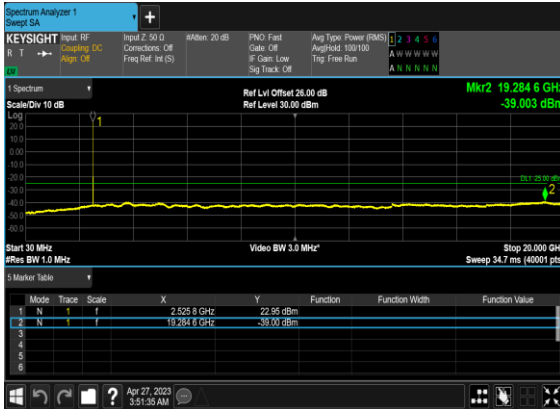 Spectrum Analyzer 1
Swept SA
+
KEYSIGHT Input: RF Input Z: 50 Ω #Atten: 20 dB PNO: Fast Avg Type: Power (RMS) 1 2 3 4 5 6
R T Coupling: DC Corrections: Off Gate: Off Avg|Hold: 100/100 A W W W W W
Align: Off Freq Ref: Int (S) IF Gain: Low Trig: Free Run
Sig Track: Off A N N N N N
1 Spectrum
Ref Lvl Offset 26.00 dB Mkr2 19.284 6 GHz
Scale/Div 10 dB Ref Level 30.00 dBm -39.003 dBm
Log
1
20.0
10.0
0.00
-10.0
DL1 -25.00 dBm
-20.0
-30.0
2
-40.0
-50.0
-60.0
Start 30 MHz Video BW 3.0 MHz* Stop 20.000 GHz
#Res BW 1.0 MHz Sweep 34.7 ms (40001 pts)
5 Marker Table
Mode Trace Scale X Y Function Function Width Function Value
1 N 1 f 2.525 8 GHz 22.95 dBm
2 N 1 f 19.284 6 GHz -39.00 dBm
3
4
5
6
?
Apr 27, 2023
3:51:35 AM